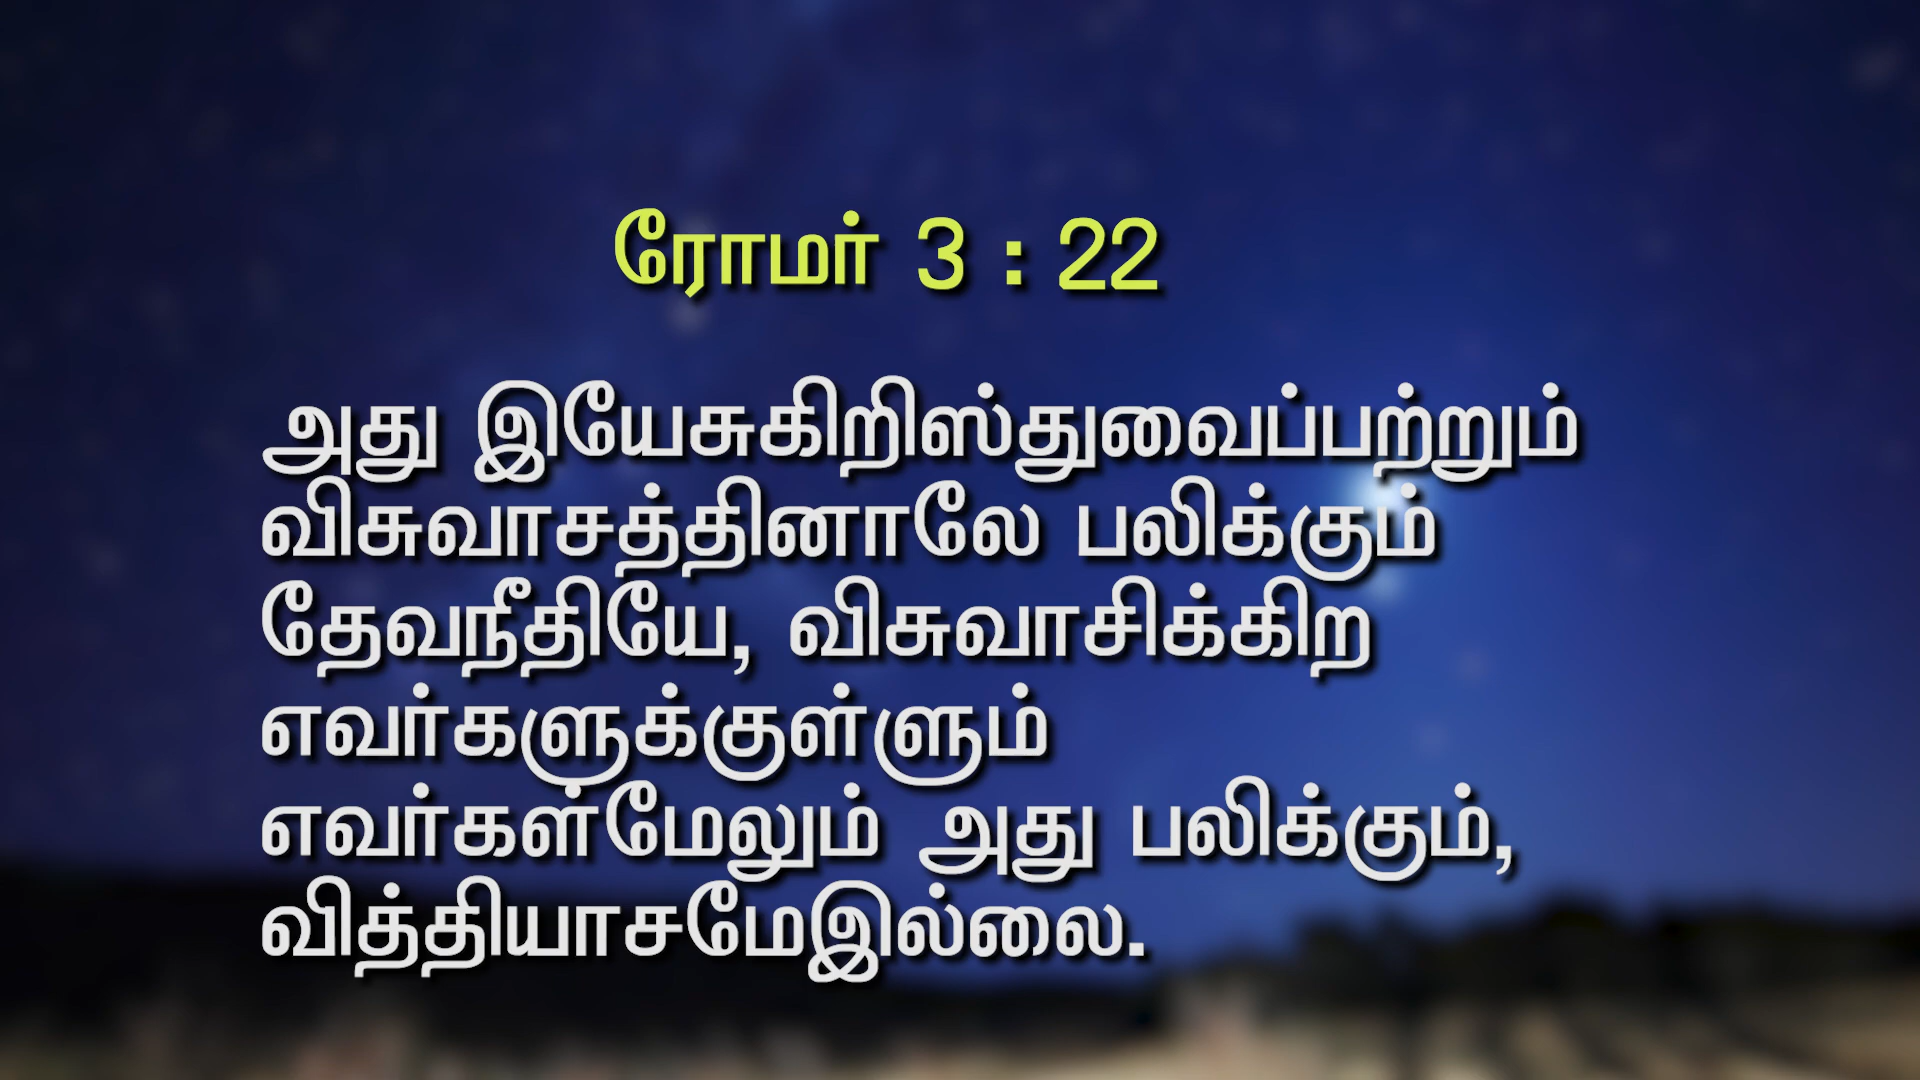 ரோமர் 3 : 22
அது இயேசுகிறிஸ்துவைப்பற்றும்
விசுவாசத்தினாலே பலிக்கும்
தேவநீதியே, விசுவாசிக்கிற
எவர்களுக்குள்ளும்
எவர்கள்மேலும் அது பலிக்கும்,
வித்தியாசமேஇல்லை.